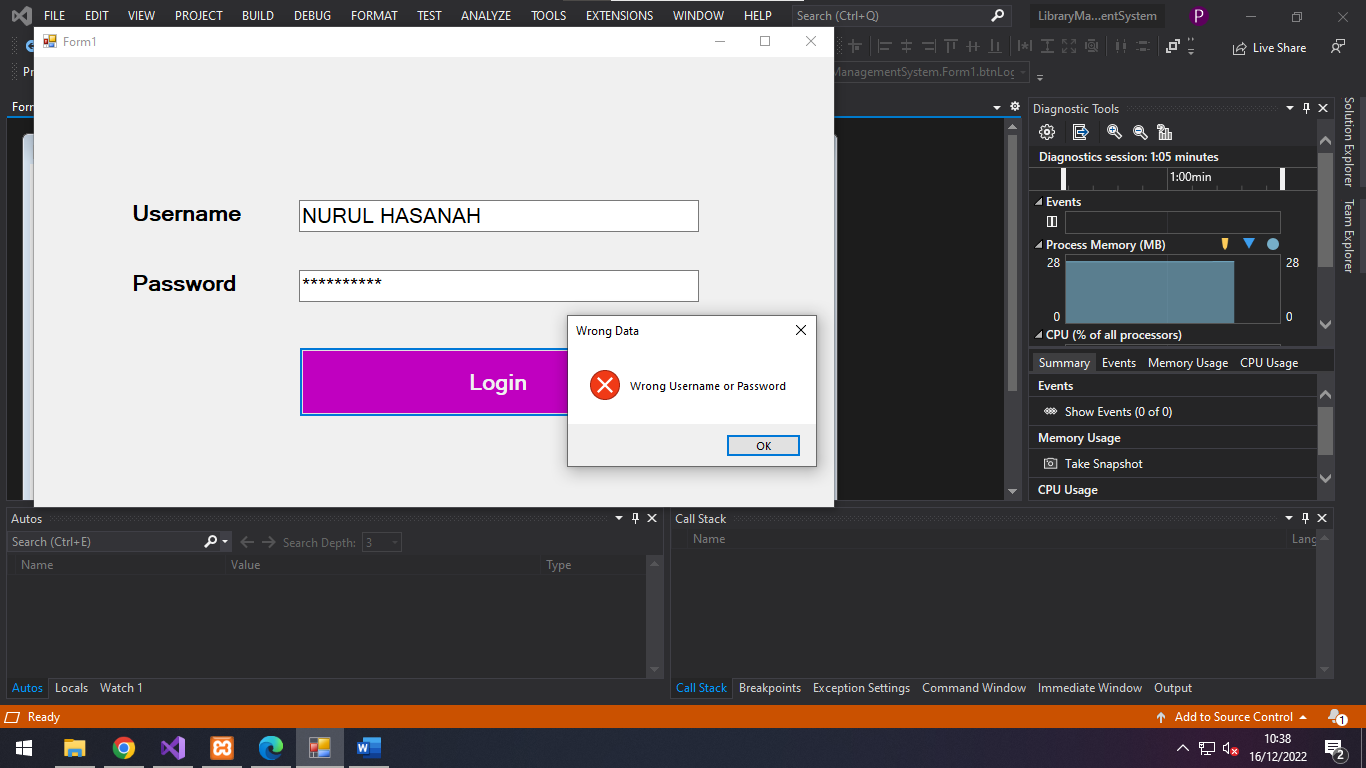 FILE EDIT VIEW PROJECT BUILD DEBUG FORMAT TEST ANALYZE TOOLS EXTENSIONS WINDOW HELP Search (Ctrl+Q) LibraryMa...entSystem P
Form1
Live Share
ManagementSystem.Form1.btnLog
Diagnostic Tools
Solution Explorer
Team Explorer
Diagnostics session: 1:05 minutes
1:00min
Events
Process Memory (MB)
28 28
0 0
CPU (% of all processors)
Summary Events Memory Usage CPU Usage
Events
Show Events (0 of 0)
Memory Usage
Take Snapshot
CPU Usage
Username NURUL HASANAH
Password **********
Login
Wrong Data
Wrong Username or Password
OK
Autos
Search (Ctrl+E) Search Depth: 3
Name Value Type
Autos Locals Watch 1
Call Stack
Name Lang
Call Stack Breakpoints Exception Settings Command Window Immediate Window Output
Ready Add to Source Control 1
10:38
16/12/2022
2